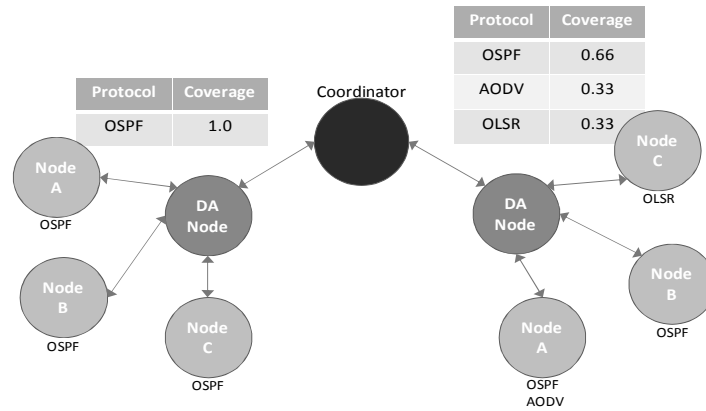 Protocol Coverage
OSPF 0.66
AODV 0.33
OLSR 0.33
Coordinator
Protocol Coverage
OSPF 1.0
Node
A
OSPF
DA
Node
Node
B
OSPF
Node
C
OSPF
Node
C
OLSR
DA
Node
Node
B
OSPF
Node
A
OSPF
AODV